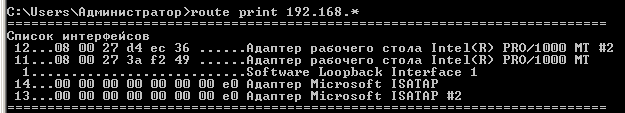 C:\Users\Администратор>route print 192.168.*
===========================================================================
Список интерфейсов
12...08 00 27 d4 ec 36 ......Адаптер рабочего стола Intel(R) PRO/1000 MT #2
11...08 00 27 3a f2 49 ......Адаптер рабочего стола Intel(R) PRO/1000 MT
1...........................Software Loopback Interface 1
14...00 00 00 00 00 00 00 e0 Адаптер Microsoft ISATAP
13...00 00 00 00 00 00 00 e0 Адаптер Microsoft ISATAP #2
===========================================================================